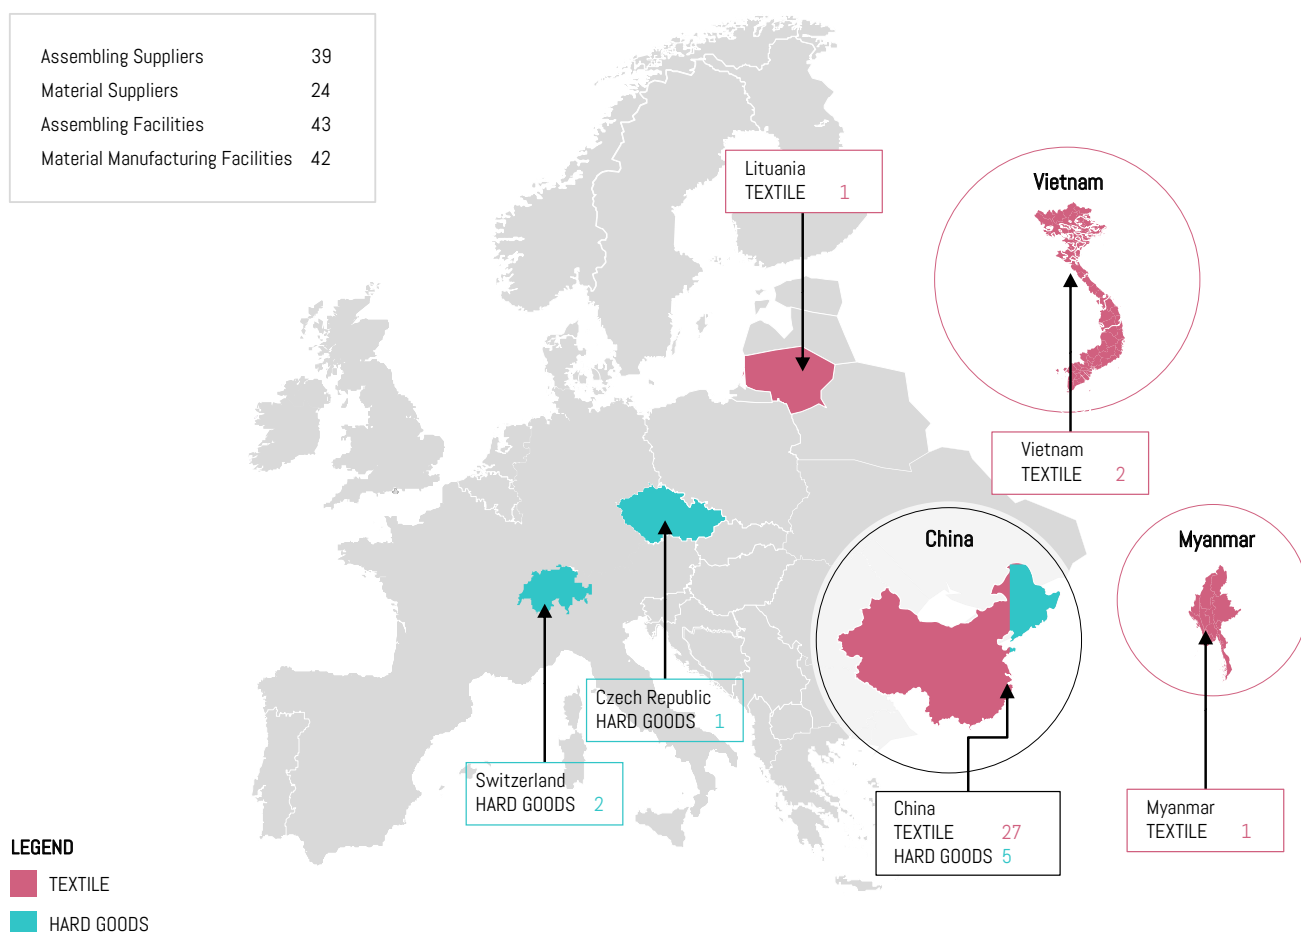 Assembling Suppliers 39
Material Suppliers 24
Assembling Facilities 43
Material Manufacturing Facilities 42
Lituania
TEXTILE 1
Vietnam
Vietnam
TEXTILE 2
China
Myanmar
Czech Republic
HARD GOODS 1
Switzerland
HARD GOODS 2
China
TEXTILE 27
HARD GOODS 5
Myanmar
TEXTILE 1
LEGEND
TEXTILE
HARD GOODS